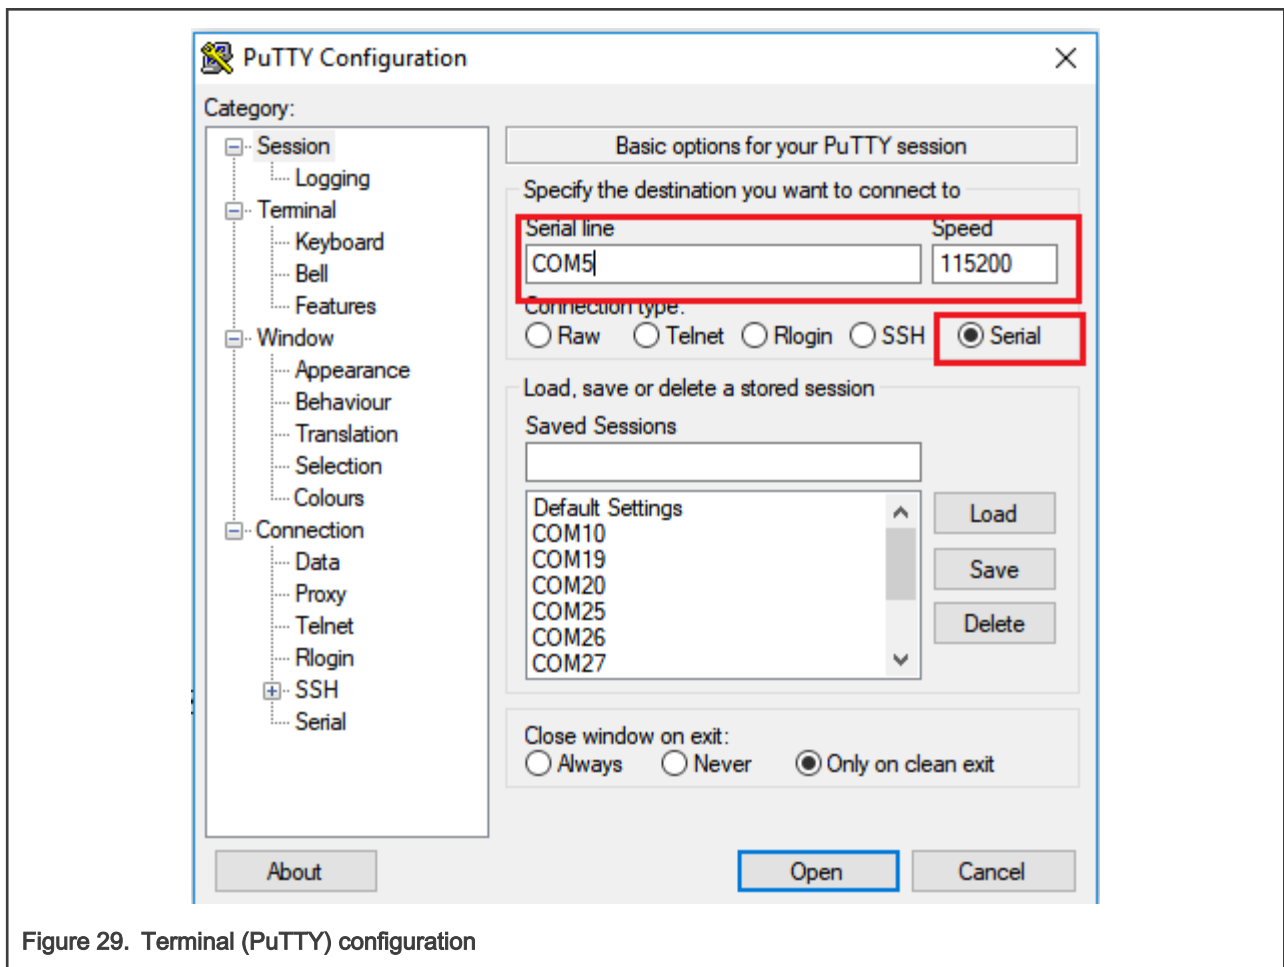 PuTTY Configuration
Category:
Session
Logging
Terminal
Keyboard
Bell
Features
Window
Appearance
Behaviour
Translation
Selection
Colours
Connection
Data
Proxy
Telnet
Rlogin
SSH
Serial
Basic options for your PuTTY session
Specify the destination you want to connect to
Serial line Speed
COM5 115200
Connection type:
Raw Telnet Rlogin SSH Serial
Load, save or delete a stored session
Saved Sessions
Default Settings
COM10
COM19
COM20
COM25
COM26
COM27
Load
Save
Delete
Close window on exit:
Always Never Only on clean exit
About Open Cancel
Figure 29. Terminal (PuTTY) configuration